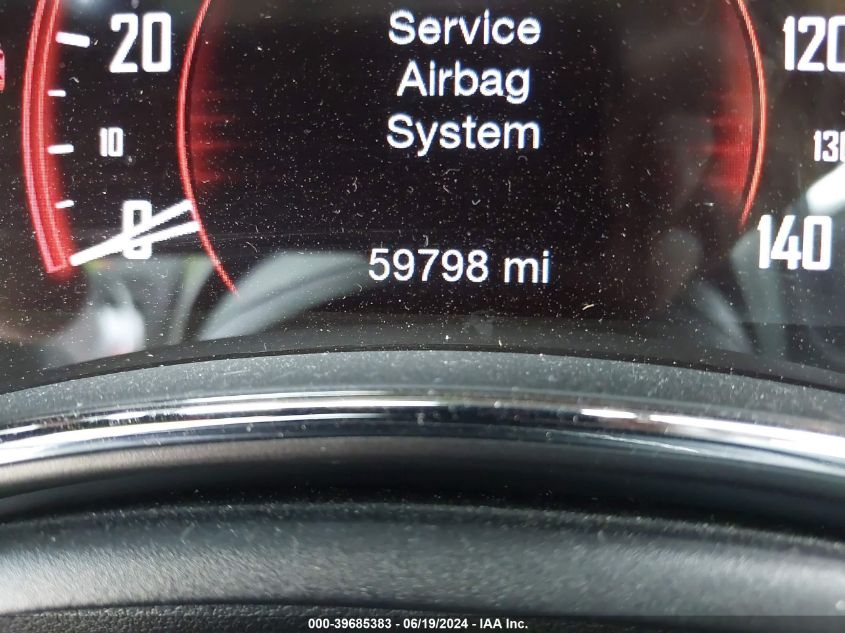 20
10
0
Service
Airbag
System
59798 mi
120
130
140
000-39685383 - 06/19/2024 - IAA Inc.